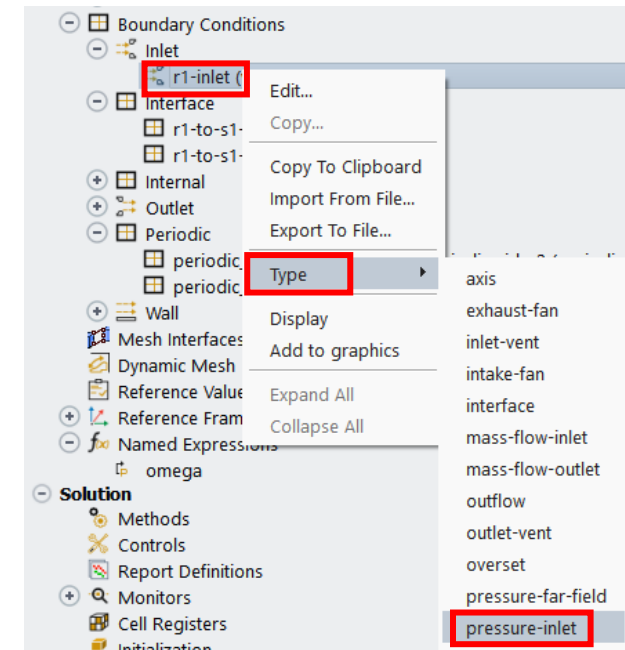 Boundary Conditions
Inlet
r1-inlet (
Interface
r1-to-s1-
r1-to-s1-
Internal
Outlet
Periodic
periodic_
periodic_
Wall
Mesh Interfaces
Dynamic Mesh
Reference Value
Reference Fram
Named Expressions
omega
Solution
Methods
Controls
Report Definitions
Monitors
Cell Registers
Initialization
Edit...
Copy...
Copy To Clipboard
Import From File...
Export To File...
Type
Display
Add to graphics
Expand All
Collapse All
axis
exhaust-fan
inlet-vent
intake-fan
interface
mass-flow-inlet
mass-flow-outlet
outflow
outlet-vent
overset
pressure-far-field
pressure-inlet